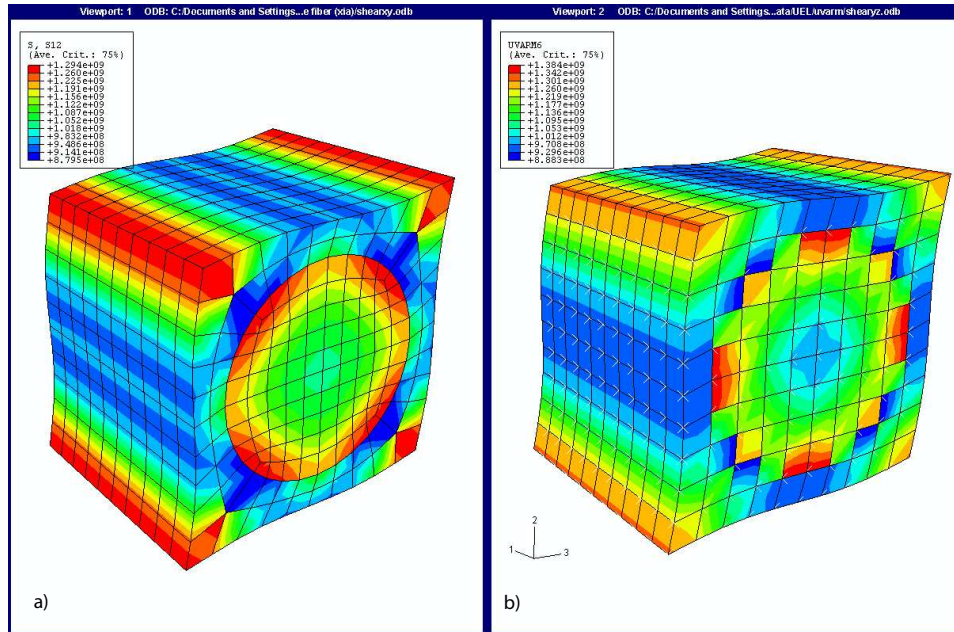 Viewport: 1 ODB: C:/Documents and Settings...e fiber (xia)/shearxy.odb
S, S12
(Ave. Crit.: 75%)
+1.294e+09
+1.260e+09
+1.225e+09
+1.191e+09
+1.156e+09
+1.122e+09
+1.087e+09
+1.052e+09
+1.018e+09
+9.832e+08
+9.486e+08
+9.141e+08
+8.795e+08
a)
Viewport: 2 ODB: C:/Documents and Settings...ata/UEL/uvarm/shearyz.odb
UVARM6
(Ave. Crit.: 75%)
+1.384e+09
+1.342e+09
+1.301e+09
+1.260e+09
+1.219e+09
+1.177e+09
+1.136e+09
+1.095e+09
+1.053e+09
+1.012e+09
+9.708e+08
+9.296e+08
+8.883e+08
2
1
3
b)